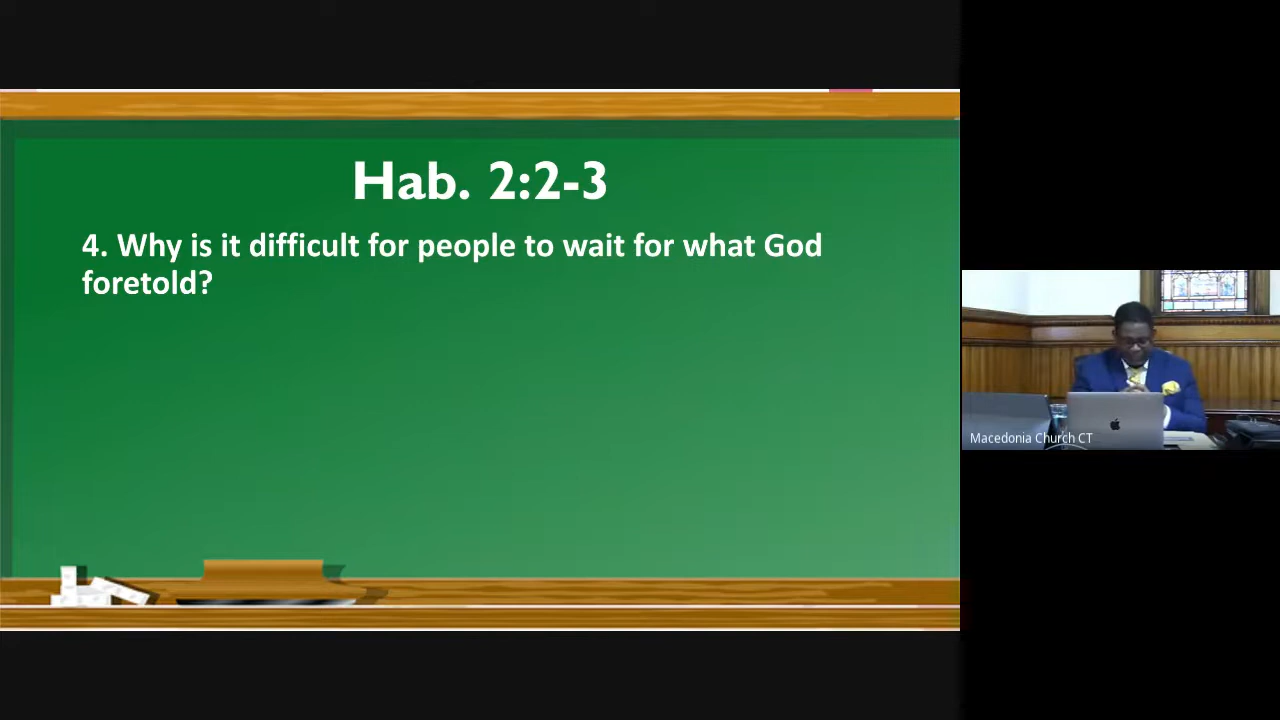 Hab. 2:2-3
4. Why is it difficult for people to wait for what God
foretold?
Macedonia Church CT